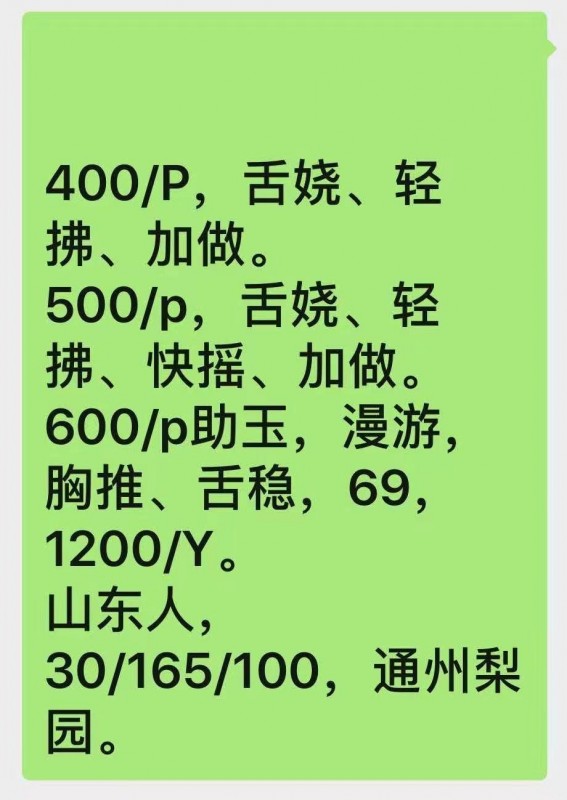 400/P，舌娆、轻
拂、加做。
500/p，舌娆、轻
拂、快摇、加做。
600/p助玉，漫游，
胸推、舌稳，69，
1200/Y。
山东人，
30/165/100，通州梨
园。